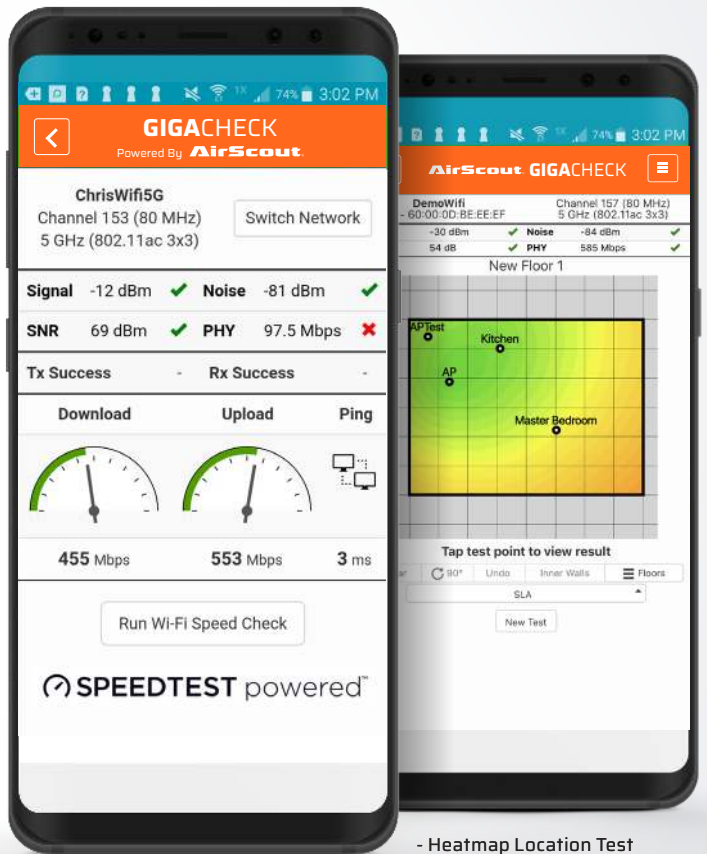 1X 74% 3:02 PM
GIGACHECK
Powered By AirScout.
ChrisWifi5G
Channel 153 (80 MHz)
5 GHz (802.11ac 3x3)
Switch Network
Signal -12 dBm Noise -81 dBm
SNR 69 dBm PHY 97.5 Mbps
Tx Success - Rx Success -
Download Upload Ping
455 Mbps 553 Mbps 3 ms
Run Wi-Fi Speed Check
SPEEDTEST powered™
1X 74% 3:02 PM
AirScout. GIGACHECK
DemoWifi Channel 157 (80 MHz)
- 60:00:0D:BE:EE:EF 5 GHz (802.11ac 3x3)
-30 dBm Noise -84 dBm
54 dB PHY 585 Mbps
New Floor 1
APTest
Kitchen
AP
Master Bedroom
Tap test point to view result
90° Undo Inner Walls Floors
SLA
New Test
- Heatmap Location Test